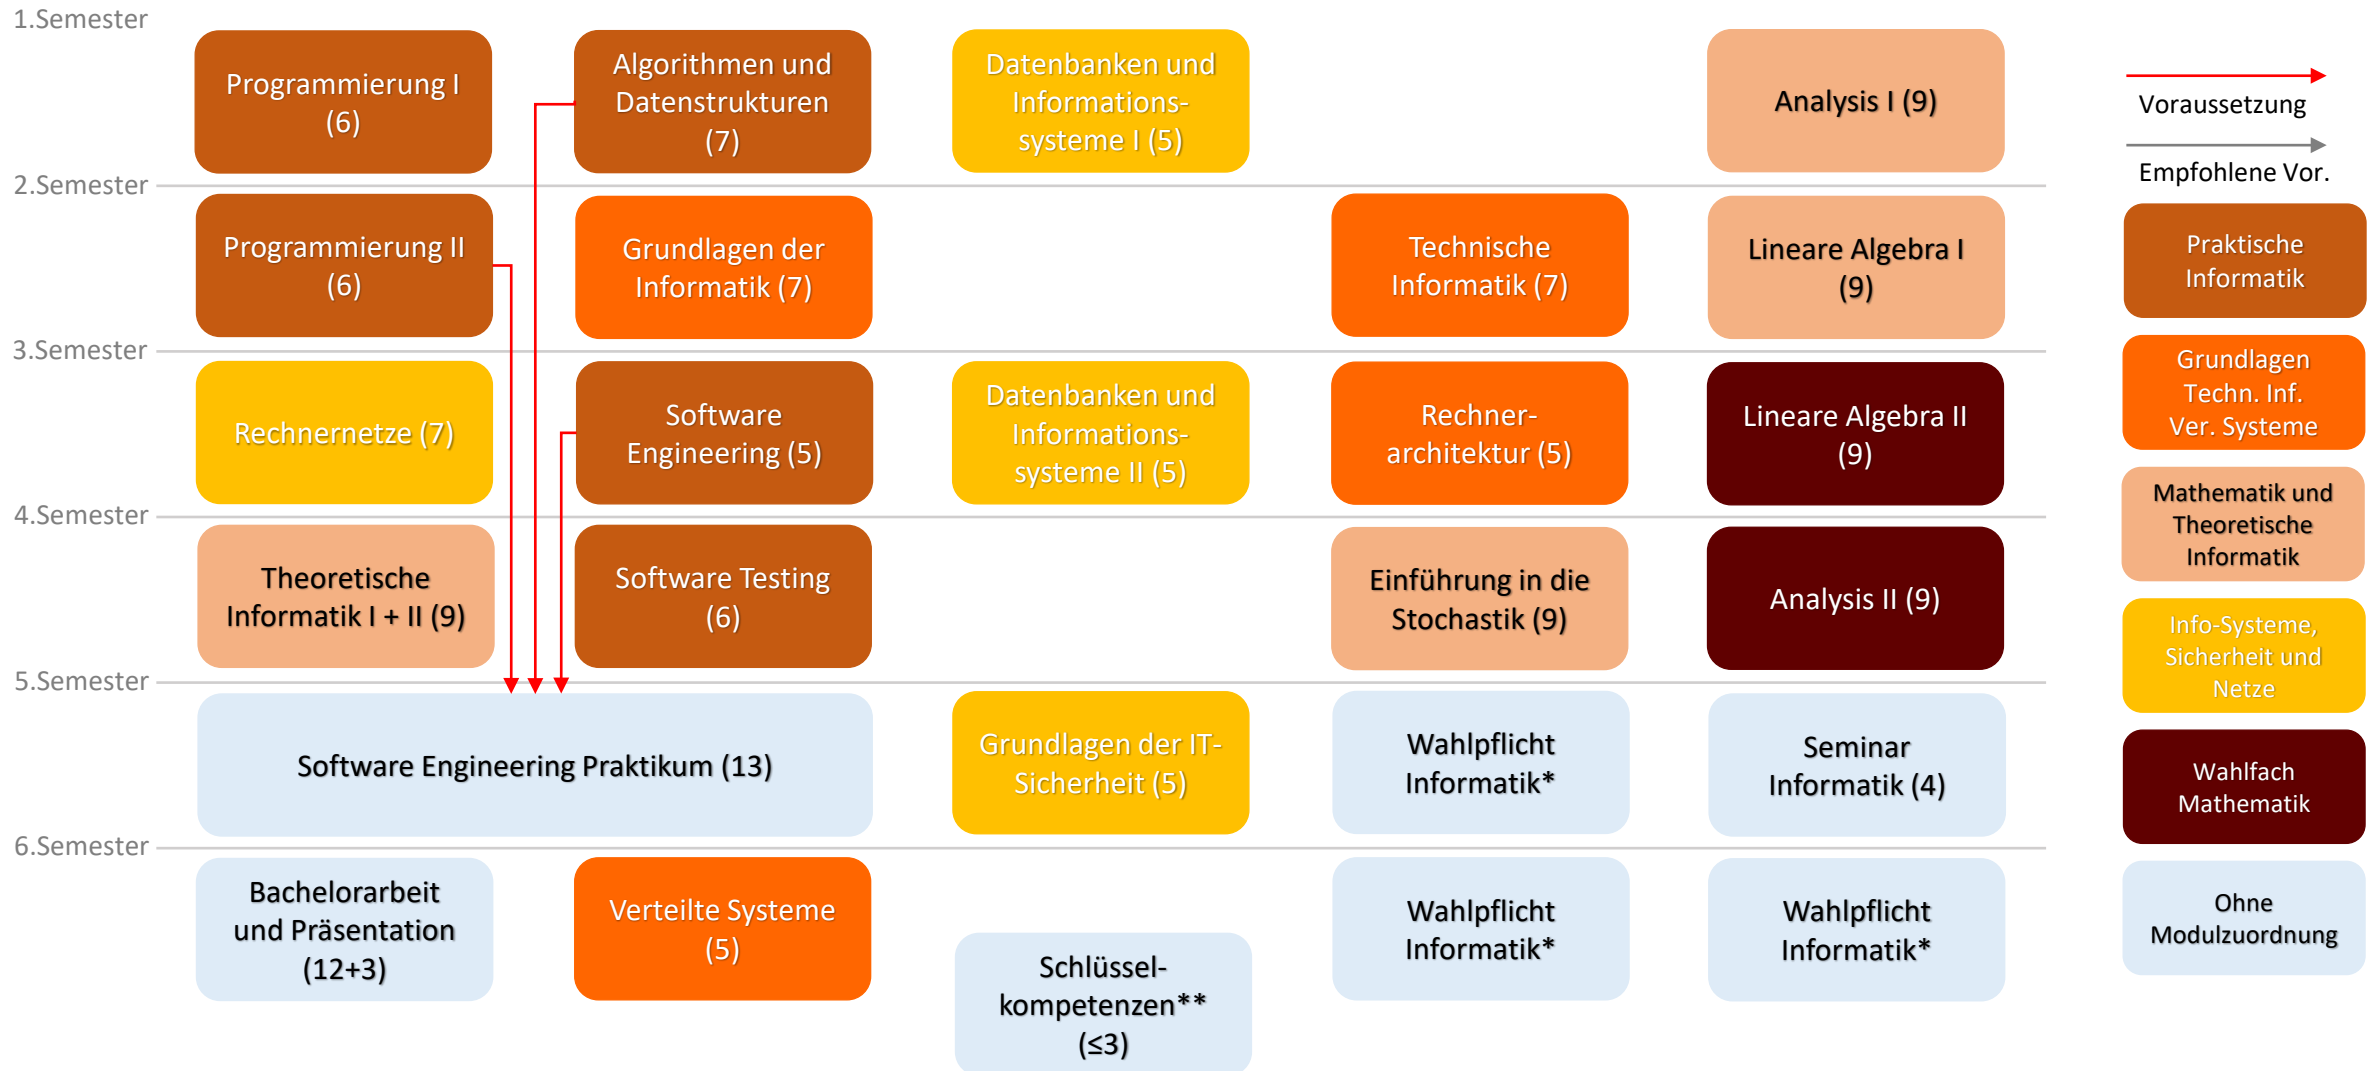 1.Semester
Programmierung I
(6)
Algorithmen und
Datenstrukturen
(7)
Datenbanken und
Informations-
systeme I (5)
Analysis I (9)
Voraussetzung
Empfohlene Vor.
2.Semester
Programmierung II
(6)
Grundlagen der
Informatik (7)
Technische
Informatik (7)
Lineare Algebra I
(9)
Praktische
Informatik
3.Semester
Rechnernetze (7)
Software
Engineering (5)
Datenbanken und
Informations-
systeme II (5)
Rechner-
architektur (5)
Lineare Algebra II
(9)
Grundlagen
Techn. Inf.
Ver. Systeme
4.Semester
Theoretische
Informatik I + II (9)
Software Testing
(6)
Einführung in die
Stochastik (9)
Analysis II (9)
Mathematik und
Theoretische
Informatik
Info-Systeme,
Sicherheit und
Netze
5.Semester
Software Engineering Praktikum (13)
Grundlagen der IT-
Sicherheit (5)
Wahlpflicht
Informatik*
Seminar
Informatik (4)
Wahlfach
Mathematik
6.Semester
Bachelorarbeit
und Präsentation
(12+3)
Verteilte Systeme
(5)
Schlüssel-
kompetenzen**
(≤3)
Wahlpflicht
Informatik*
Wahlpflicht
Informatik*
Ohne
Modulzuordnung